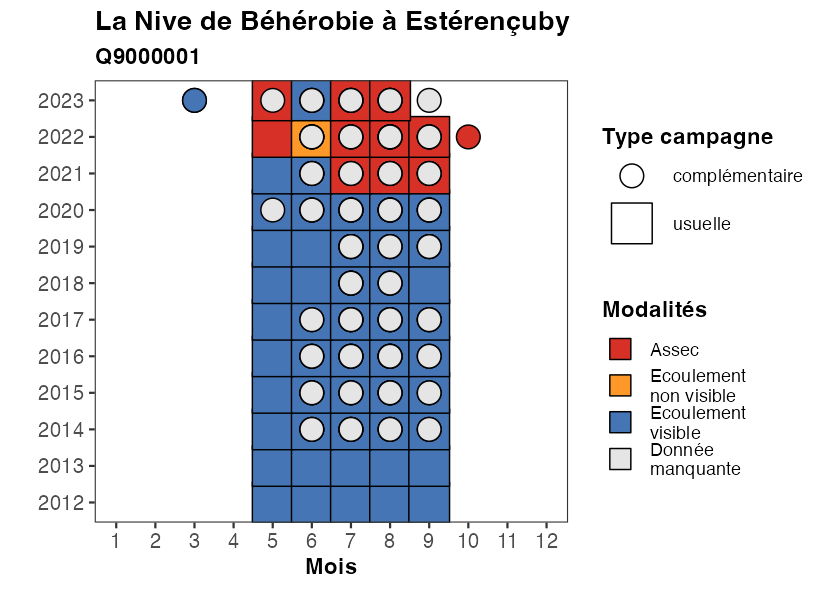 La Nive de Béhérobie à Estérençuby
Q9000001
2023
2022
2021
2020
2019
2018
2017
2016
2015
2014
2013
2012
1 2 3 4 5 6 7 8 9 10 11 12
Mois
Type campagne
complémentaire
usuelle
Modalités
Assec
Ecoulement
non visible
Ecoulement
visible
Donnée
manquante